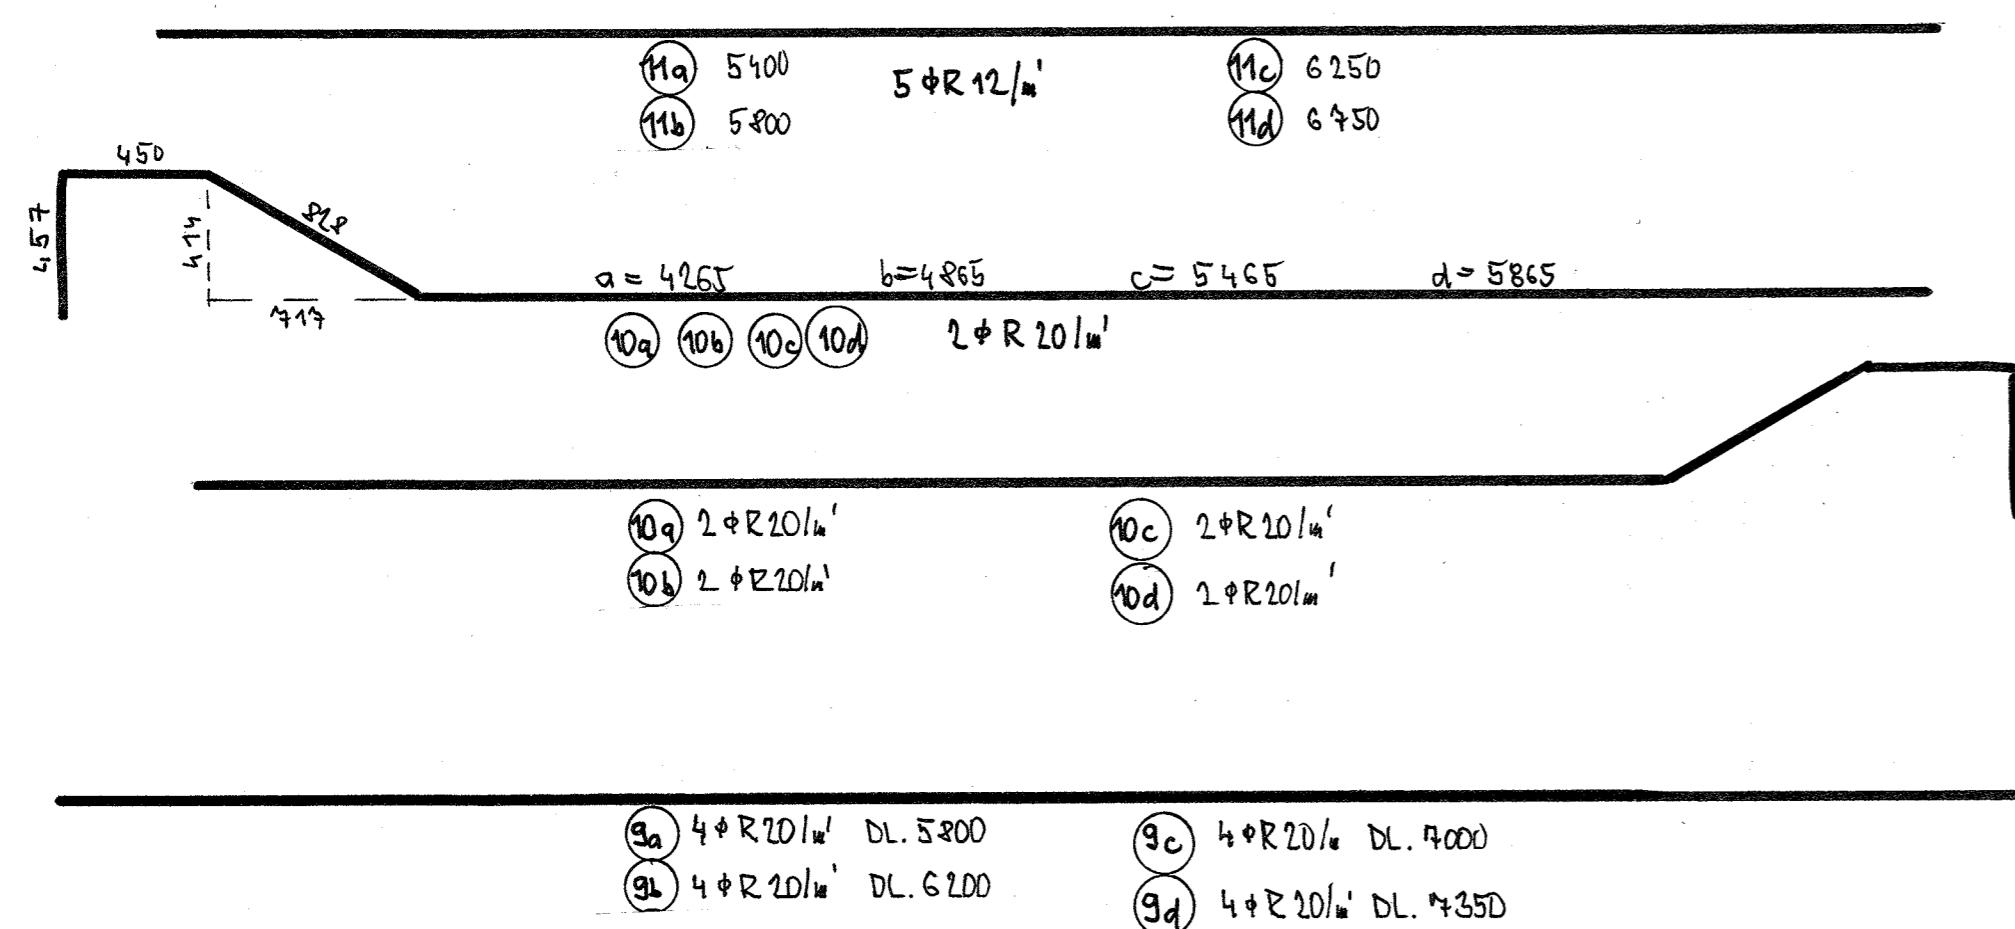 11a 5400 5ϕR12/m' 11c 6250
11b 5800 11d 6750
450
457
414
828
717
a = 4265 b=4865 c= 5465 d= 5865
10a 10b 10c 10d 2ϕR20/m'
10a 2ϕR20/m' 10c 2ϕR20/m'
10b 2ϕR20/m' 10d 2ϕR20/m'
9a 4ϕR20/m' DL. 5800 9c 4ϕR20/m DL. 7000
9b 4ϕR20/m' DL. 6200 9d 4ϕR20/m' DL. 7350